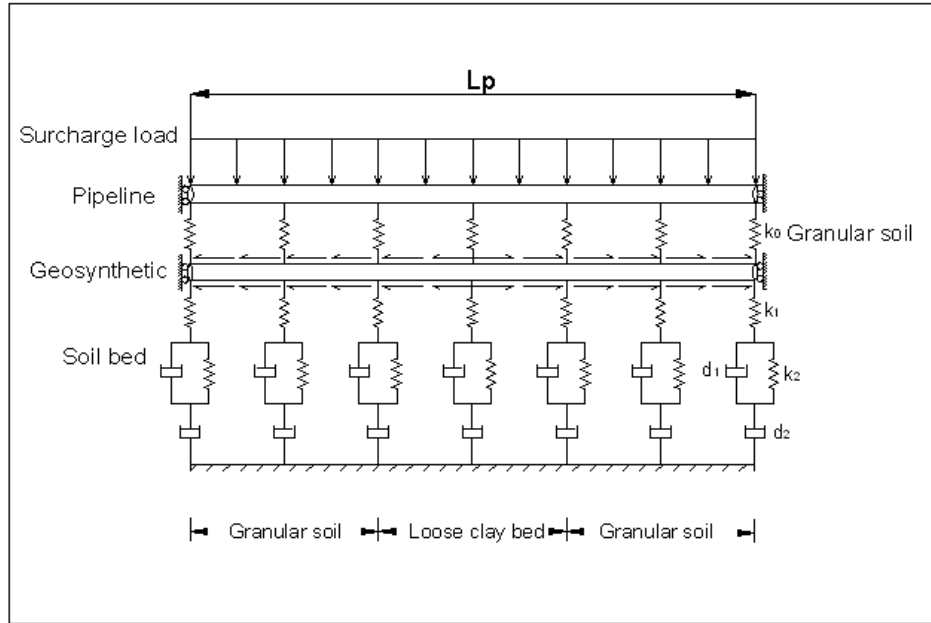 Lp
Surcharge load
Pipeline
k0 Granular soil
Geosynthetic
k1
Soil bed
d1
k2
d2
Granular soil
Loose clay bed
Granular soil